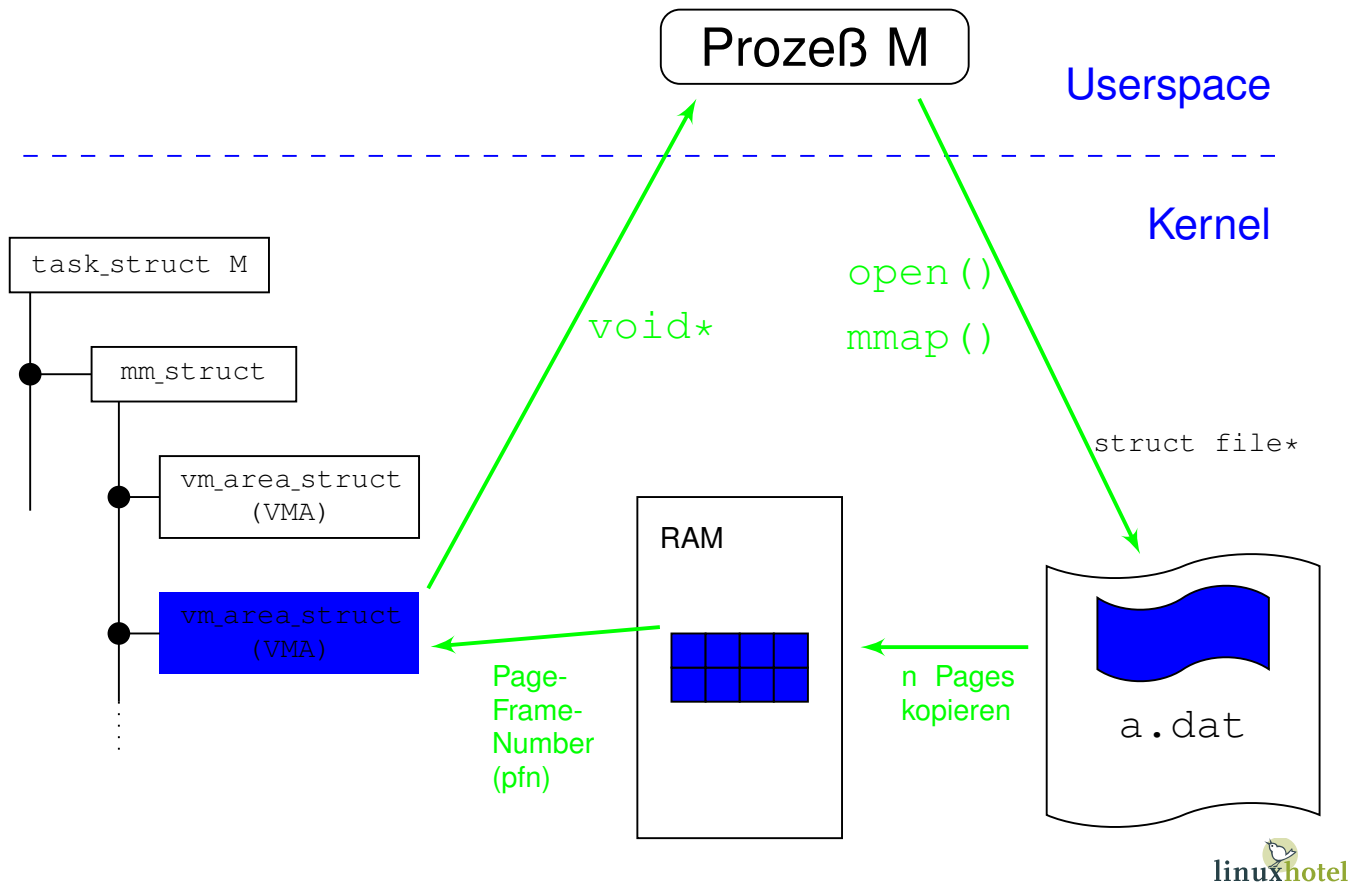 Prozeß M
Userspace
Kernel
task_struct M
open()
void*
mmap()
mm_struct
struct file*
vm_area_struct
(VMA)
RAM
vm_area_struct
(VMA)
Page-
Frame-
Number
(pfn)
n Pages
kopieren
a.dat
linuxhotel